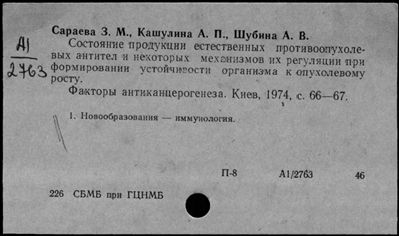 Сараева З. М., Кашулина А. П., Шубина А. В.
А1
2763
Состояние продукции естественных противоопухоле-
вых антител и некоторых механизмов их регуляции при
формировании устойчивости организма к опухолевому
росту.
Факторы антиканцерогенеза. Киев, 1974, с. 66—67.
1. Новообразования — иммунология.
П-8 А1/2763 46
226 СБМБ при ГЦНМБ